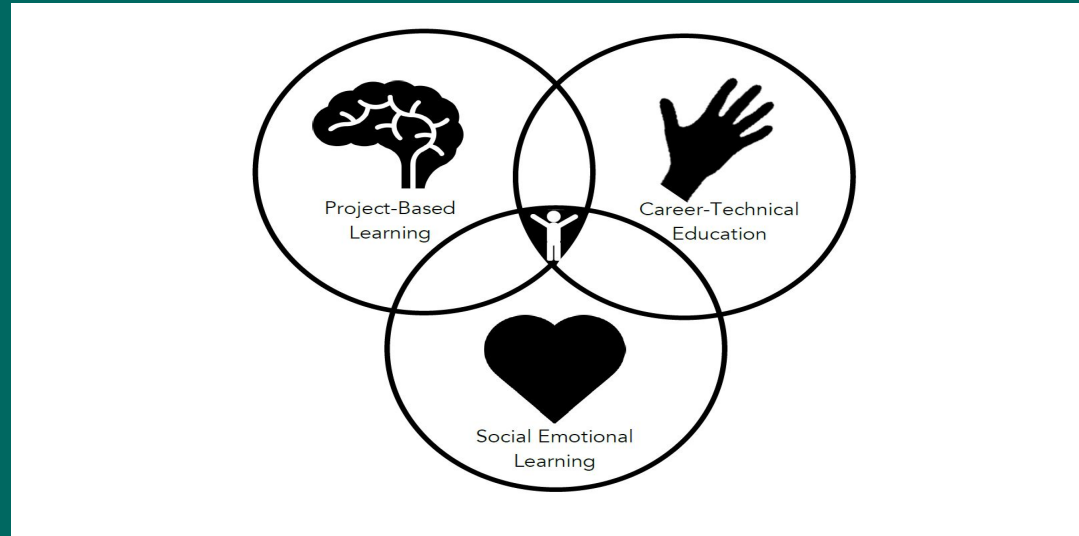 Project-Based
Learning
Career-Technical
Education
Social Emotional
Learning